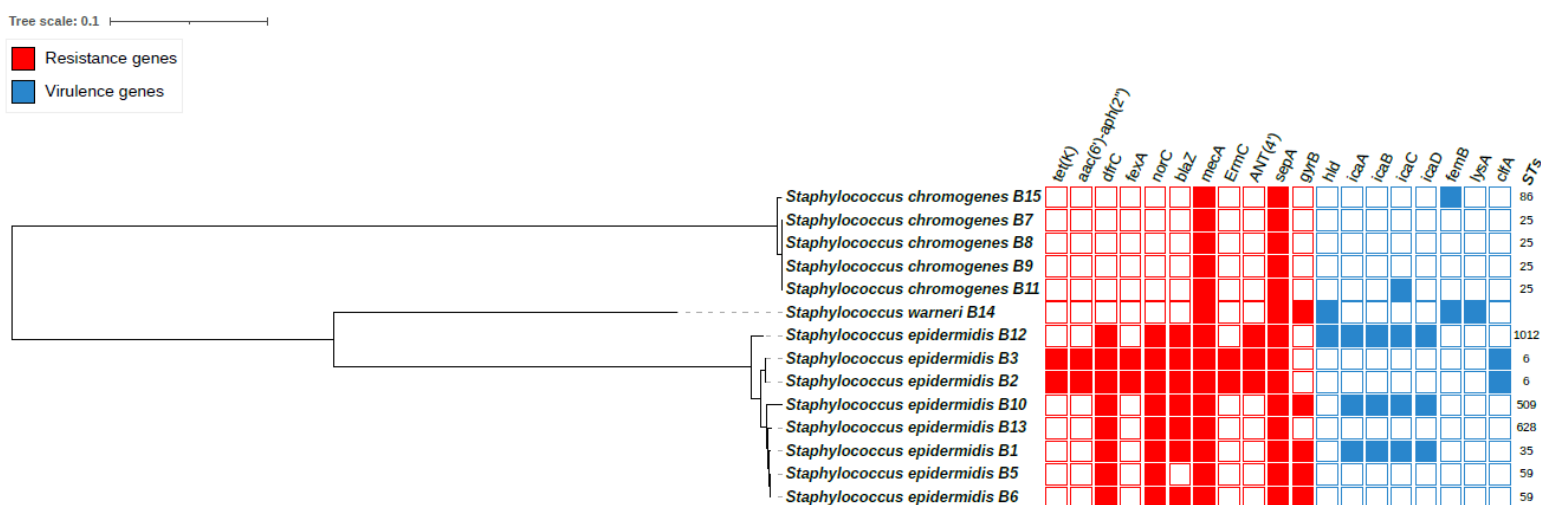 Tree scale: 0.1
Resistance genes
Virulence genes
tet(K) aac(6')-aph(2") dfrC fexA norC blaZ mecA ErmC ANT(4') sepA gyrB hld icaA icaB icaC icaD femB lysA clfA STs
Staphylococcus chromogenes B15 86
Staphylococcus chromogenes B7 25
Staphylococcus chromogenes B8 25
Staphylococcus chromogenes B9 25
Staphylococcus chromogenes B11 25
Staphylococcus warneri B14
Staphylococcus epidermidis B12 1012
Staphylococcus epidermidis B3 6
Staphylococcus epidermidis B2 6
Staphylococcus epidermidis B10 509
Staphylococcus epidermidis B13 628
Staphylococcus epidermidis B1 35
Staphylococcus epidermidis B5 59
Staphylococcus epidermidis B6 59